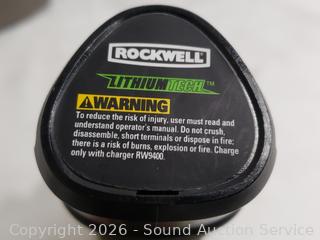 ROCKWELL
LITHIUMTECH™
WARNING
To reduce the risk of injury, user must read and
understand operator's manual. Do not crush,
disassemble, short terminals or dispose in fire;
there is a risk of burns, explosion or fire. Charge
only with charger RW9400.
Copyright 2026 - Sound Auction Service